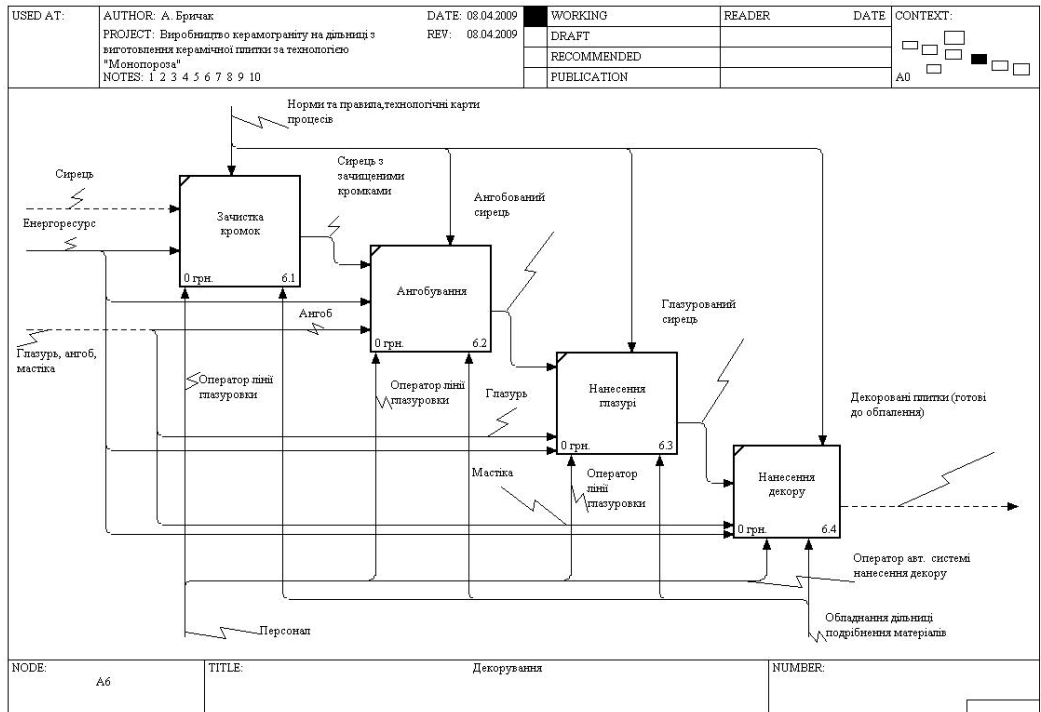 USED AT:
AUTHOR: А. Бричак
DATE: 08.04.2009
PROJECT: Виробництво керамограніту на дільниці з
виготовлення керамічної плитки за технологією
"Монопороза"
REV: 08.04.2009
NOTES: 1 2 3 4 5 6 7 8 9 10
WORKING
DRAFT
RECOMMENDED
PUBLICATION
READER
DATE
CONTEXT:
A0
Норми та правила,технологічні карти
процесів
Сирець
Енергоресурс
Сирець з
зачищеними
кромками
Зачистка
кромок
0 грн.
6.1
Ангобований
сирець
Ангобування
0 грн.
6.2
Ангоб
Глазурь, ангоб,
мастіка
Оператор лінії
глазуровки
Оператор лінії
глазуровки
Глазурований
сирець
Глазурь
Нанесення
глазурі
0 грн.
6.3
Декоровані плитки (готові
до обпалення)
Мастіка
Оператор
лінії
глазуровки
Нанесення
декору
0 грн.
6.4
Оператор авт. системі
нанесення декору
Персонал
Обладнання дільниці
подрібнення матеріалів
NODE:
A6
TITLE:
Декорування
NUMBER: